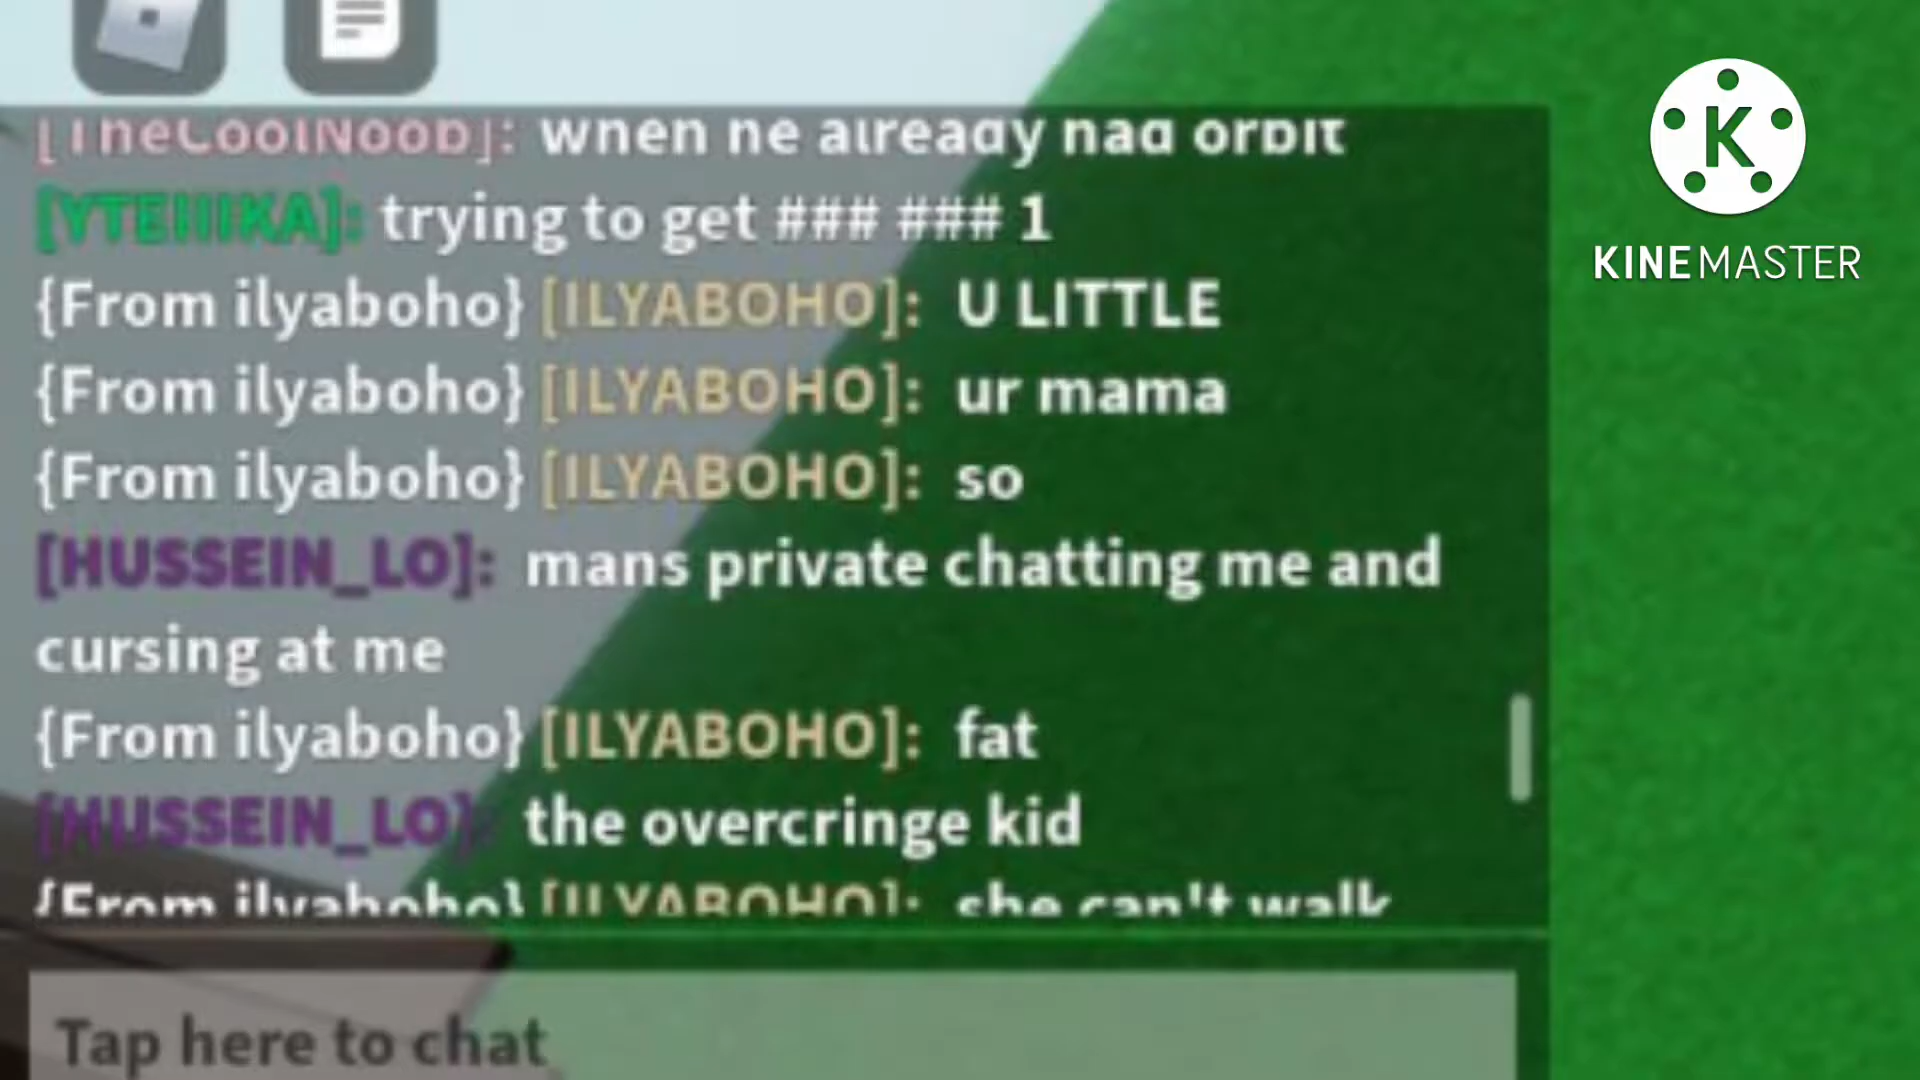 [TheCoolNoob]: when he already had orbit
[YTEIIIKA]: trying to get ### ### 1
{From ilyaboho} [ILYABOHO]: U LITTLE
{From ilyaboho} [ILYABOHO]: ur mama
{From ilyaboho} [ILYABOHO]: so
[HUSSEIN_LO]: mans private chatting me and
cursing at me
{From ilyaboho} [ILYABOHO]: fat
[HUSSEIN_LO]: the overcringe kid
{From ilyaboho} [ILYABOHO]: she can't walk
Tap here to chat
K
KINEMASTER